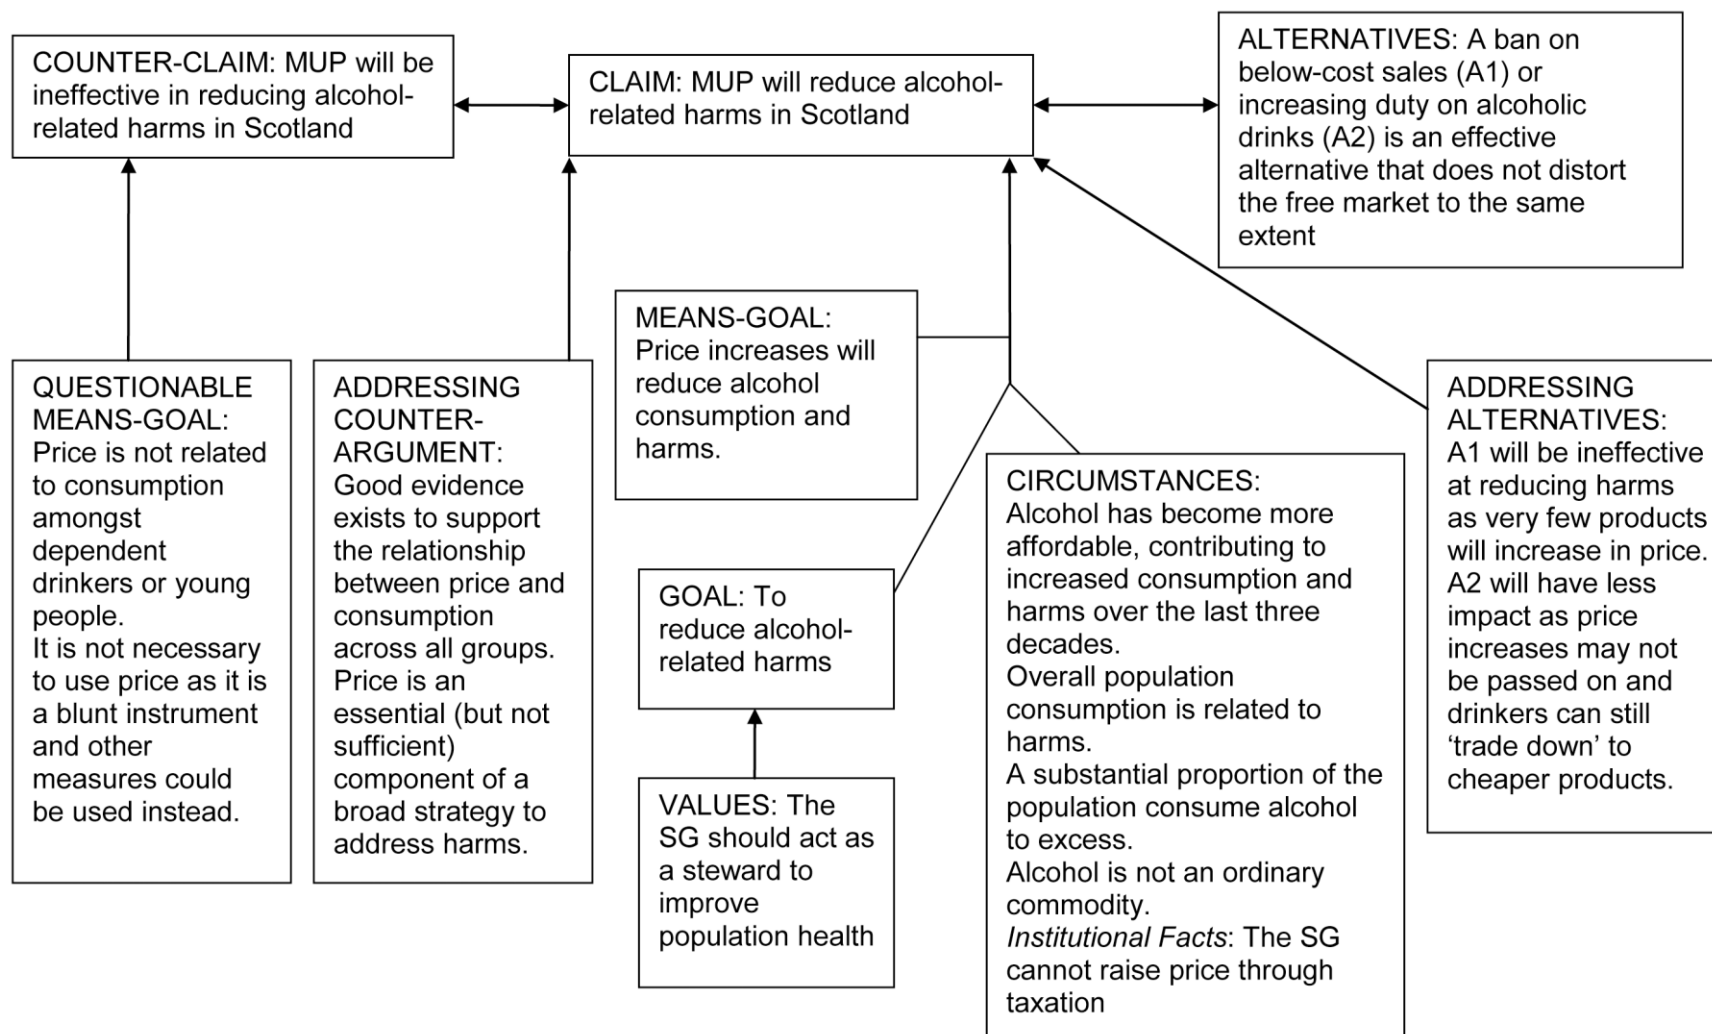 COUNTER-CLAIM: MUP will be
ineffective in reducing alcohol-
related harms in Scotland
CLAIM: MUP will reduce alcohol-
related harms in Scotland
ALTERNATIVES: A ban on
below-cost sales (A1) or
increasing duty on alcoholic
drinks (A2) is an effective
alternative that does not distort
the free market to the same
extent
QUESTIONABLE
MEANS-GOAL:
Price is not related
to consumption
amongst
dependent
drinkers or young
people.
It is not necessary
to use price as it is
a blunt instrument
and other
measures could
be used instead.
ADDRESSING
COUNTER-
ARGUMENT:
Good evidence
exists to support
the relationship
between price and
consumption
across all groups.
Price is an
essential (but not
sufficient)
component of a
broad strategy to
address harms.
MEANS-GOAL:
Price increases will
reduce alcohol
consumption and
harms.
GOAL: To
reduce alcohol-
related harms
VALUES: The
SG should act as
a steward to
improve
population health
CIRCUMSTANCES:
Alcohol has become more
affordable, contributing to
increased consumption and
harms over the last three
decades.
Overall population
consumption is related to
harms.
A substantial proportion of the
population consume alcohol
to excess.
Alcohol is not an ordinary
commodity.
Institutional Facts: The SG
cannot raise price through
taxation
ADDRESSING
ALTERNATIVES:
A1 will be ineffective
at reducing harms
as very few products
will increase in price.
A2 will have less
impact as price
increases may not
be passed on and
drinkers can still
‘trade down’ to
cheaper products.